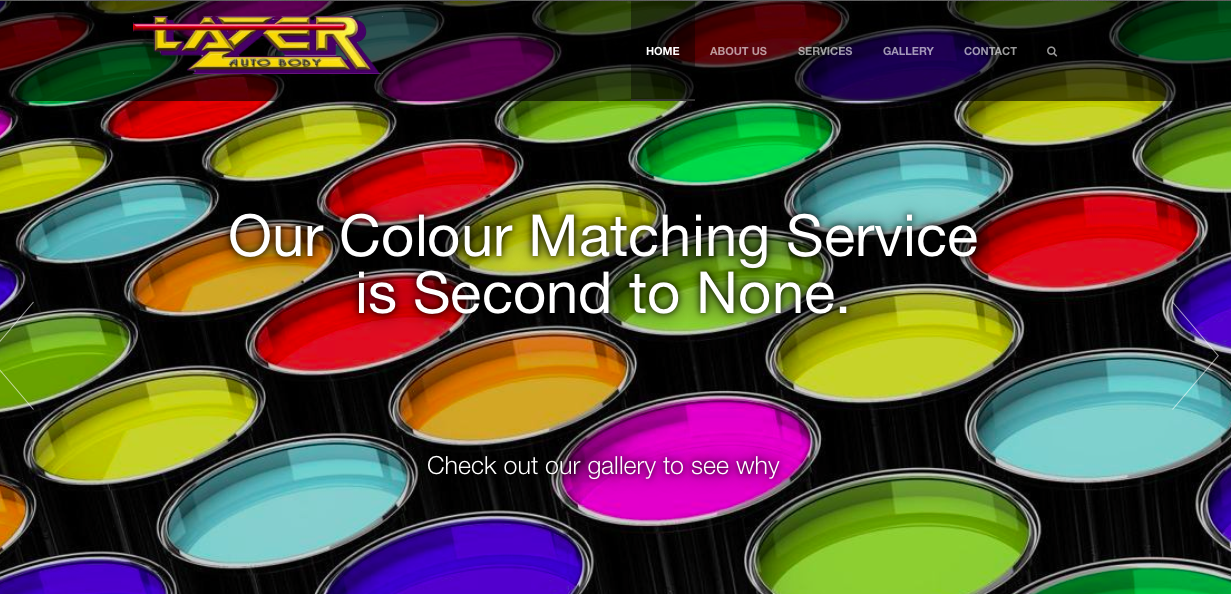 LAZER
AUTO BODY
HOME ABOUT US SERVICES GALLERY CONTACT
Our Colour Matching Service
is Second to None.
Check out our gallery to see why